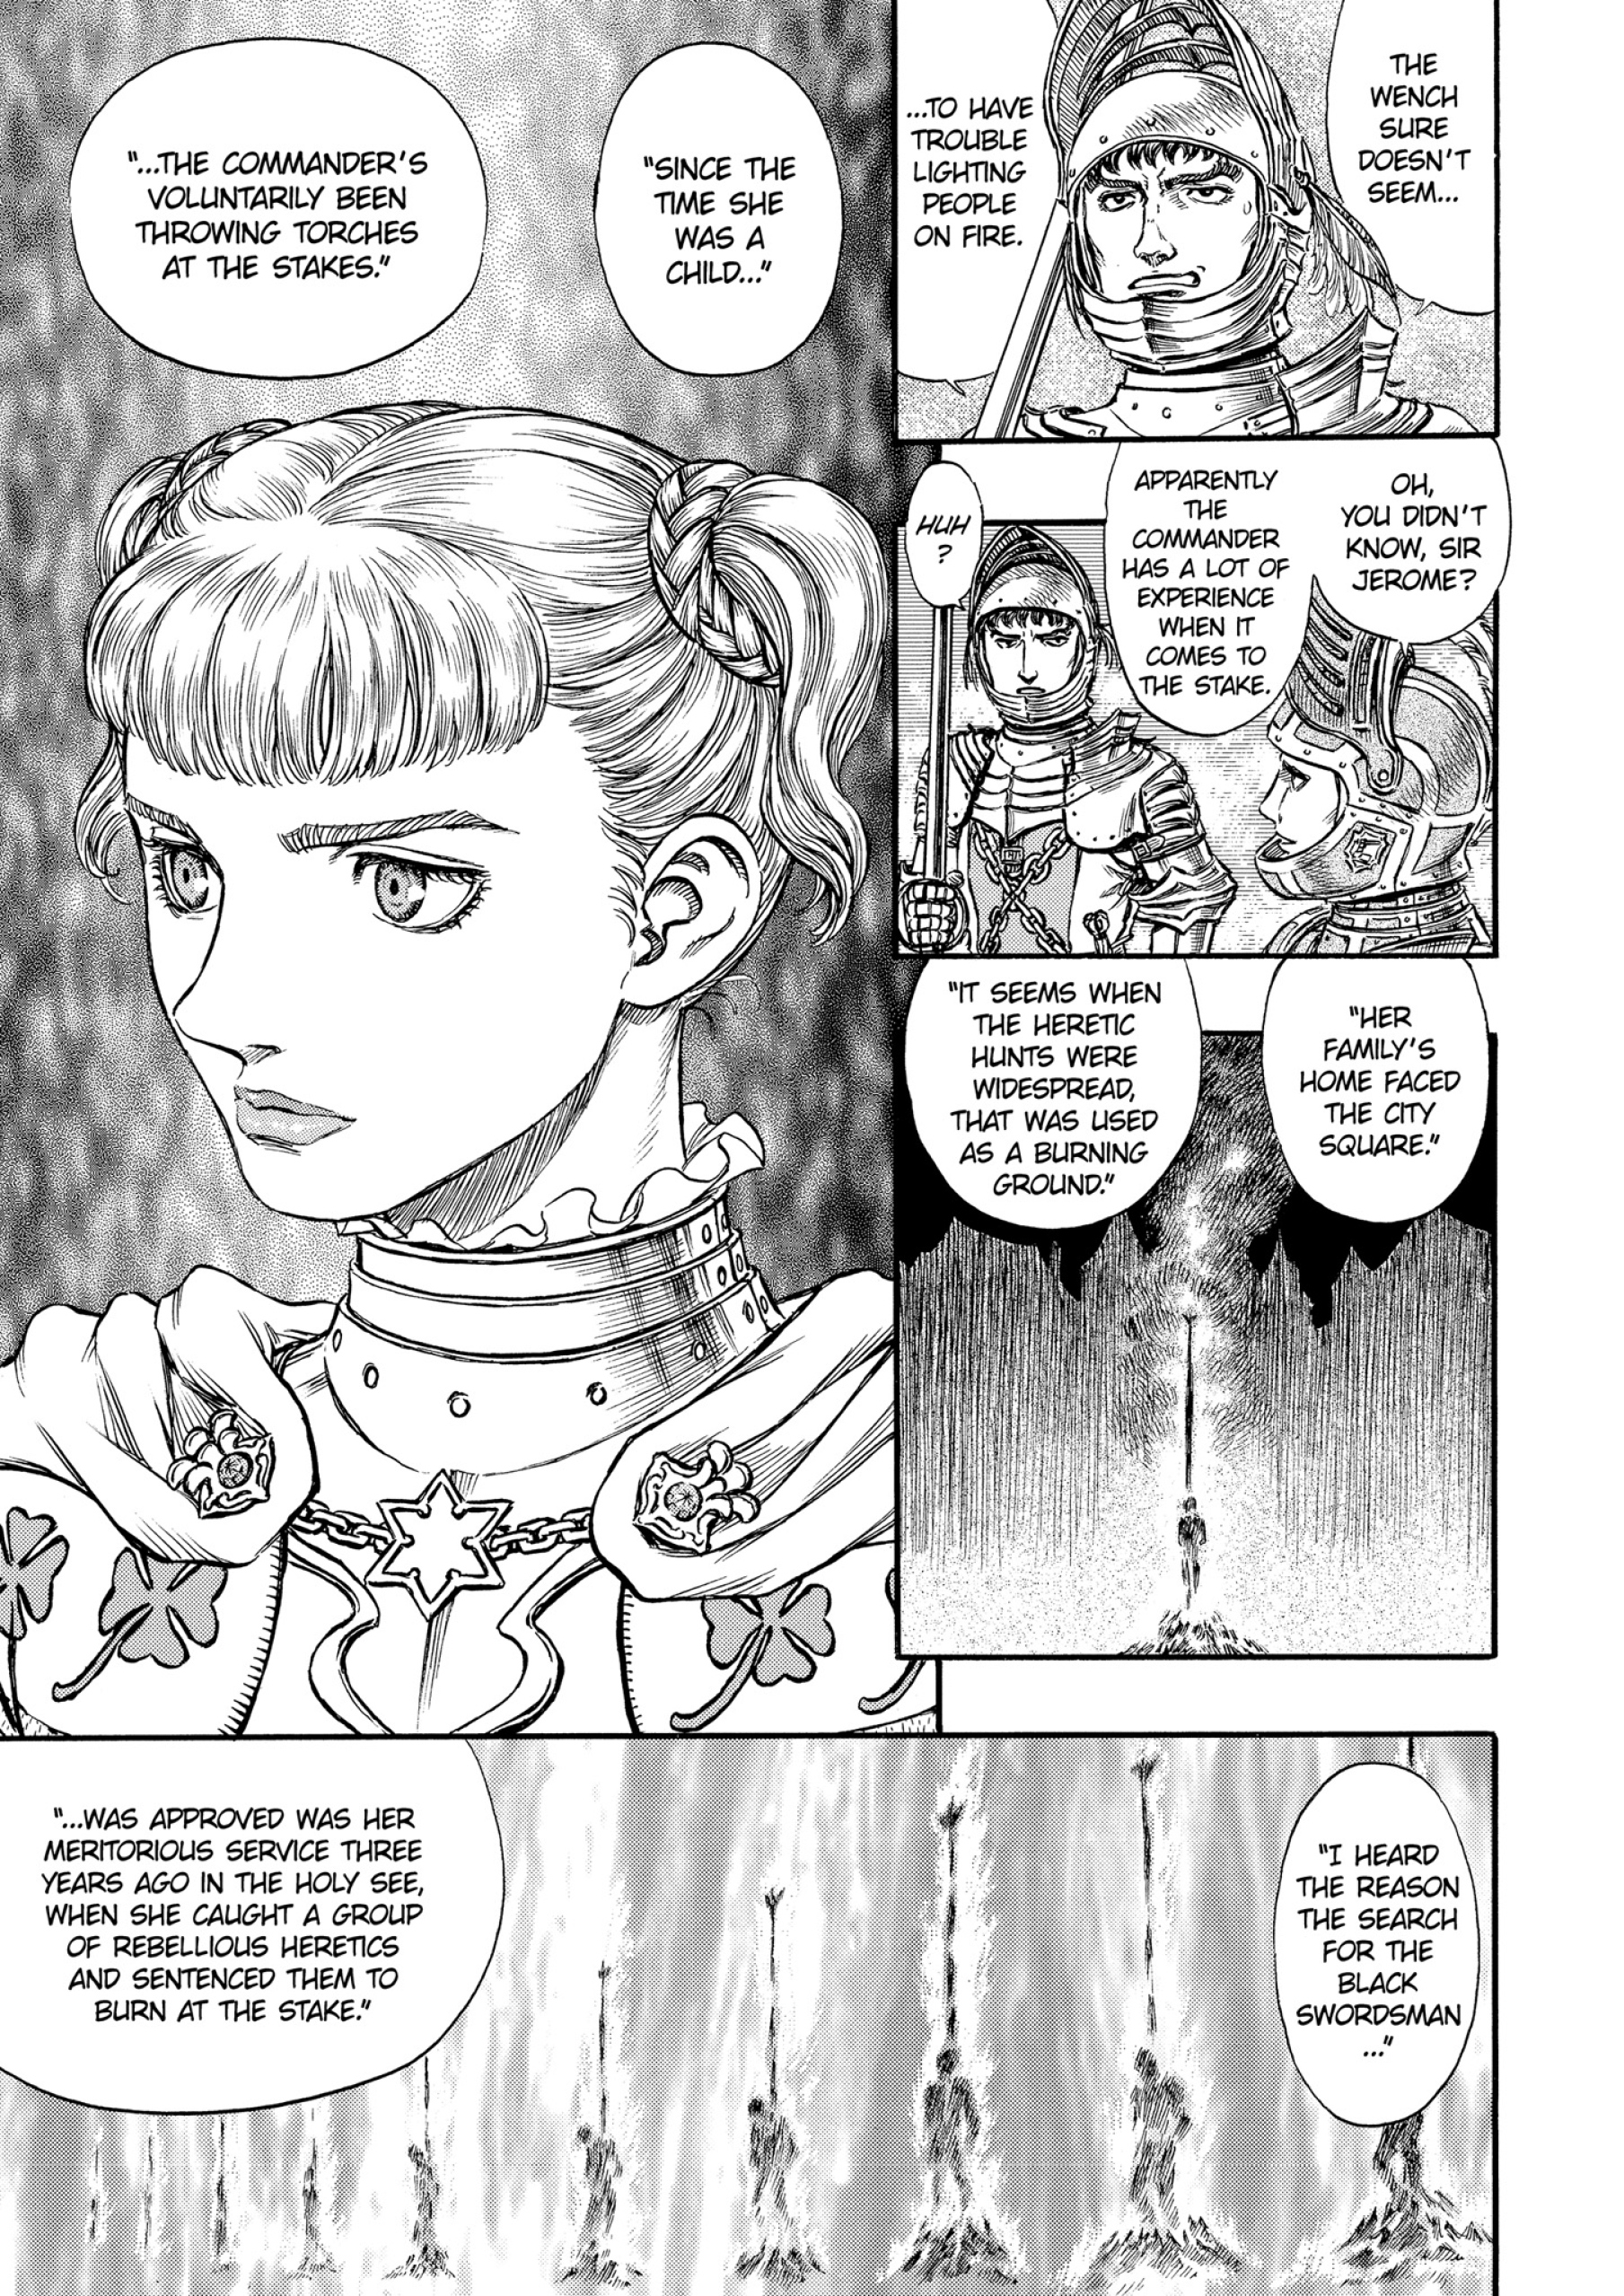 THE
WENCH
SURE
DOESN'T
SEEM...
...TO HAVE
TROUBLE
LIGHTING
PEOPLE
ON FIRE.
OH,
YOU DIDN'T
KNOW, SIR
JEROME?
APPARENTLY
THE
COMMANDER
HAS A LOT OF
EXPERIENCE
WHEN IT
COMES TO
THE STAKE.
HUH
?
"HER
FAMILY'S
HOME FACED
THE CITY
SQUARE."
"IT SEEMS WHEN
THE HERETIC
HUNTS WERE
WIDESPREAD,
THAT WAS USED
AS A BURNING
GROUND."
"SINCE THE
TIME SHE
WAS A
CHILD..."
"...THE COMMANDER'S
VOLUNTARILY BEEN
THROWING TORCHES
AT THE STAKES."
"I HEARD
THE REASON
THE SEARCH
FOR THE
BLACK
SWORDSMAN
..."
"...WAS APPROVED WAS HER
MERITORIOUS SERVICE THREE
YEARS AGO IN THE HOLY SEE,
WHEN SHE CAUGHT A GROUP
OF REBELLIOUS HERETICS
AND SENTENCED THEM TO
BURN AT THE STAKE."